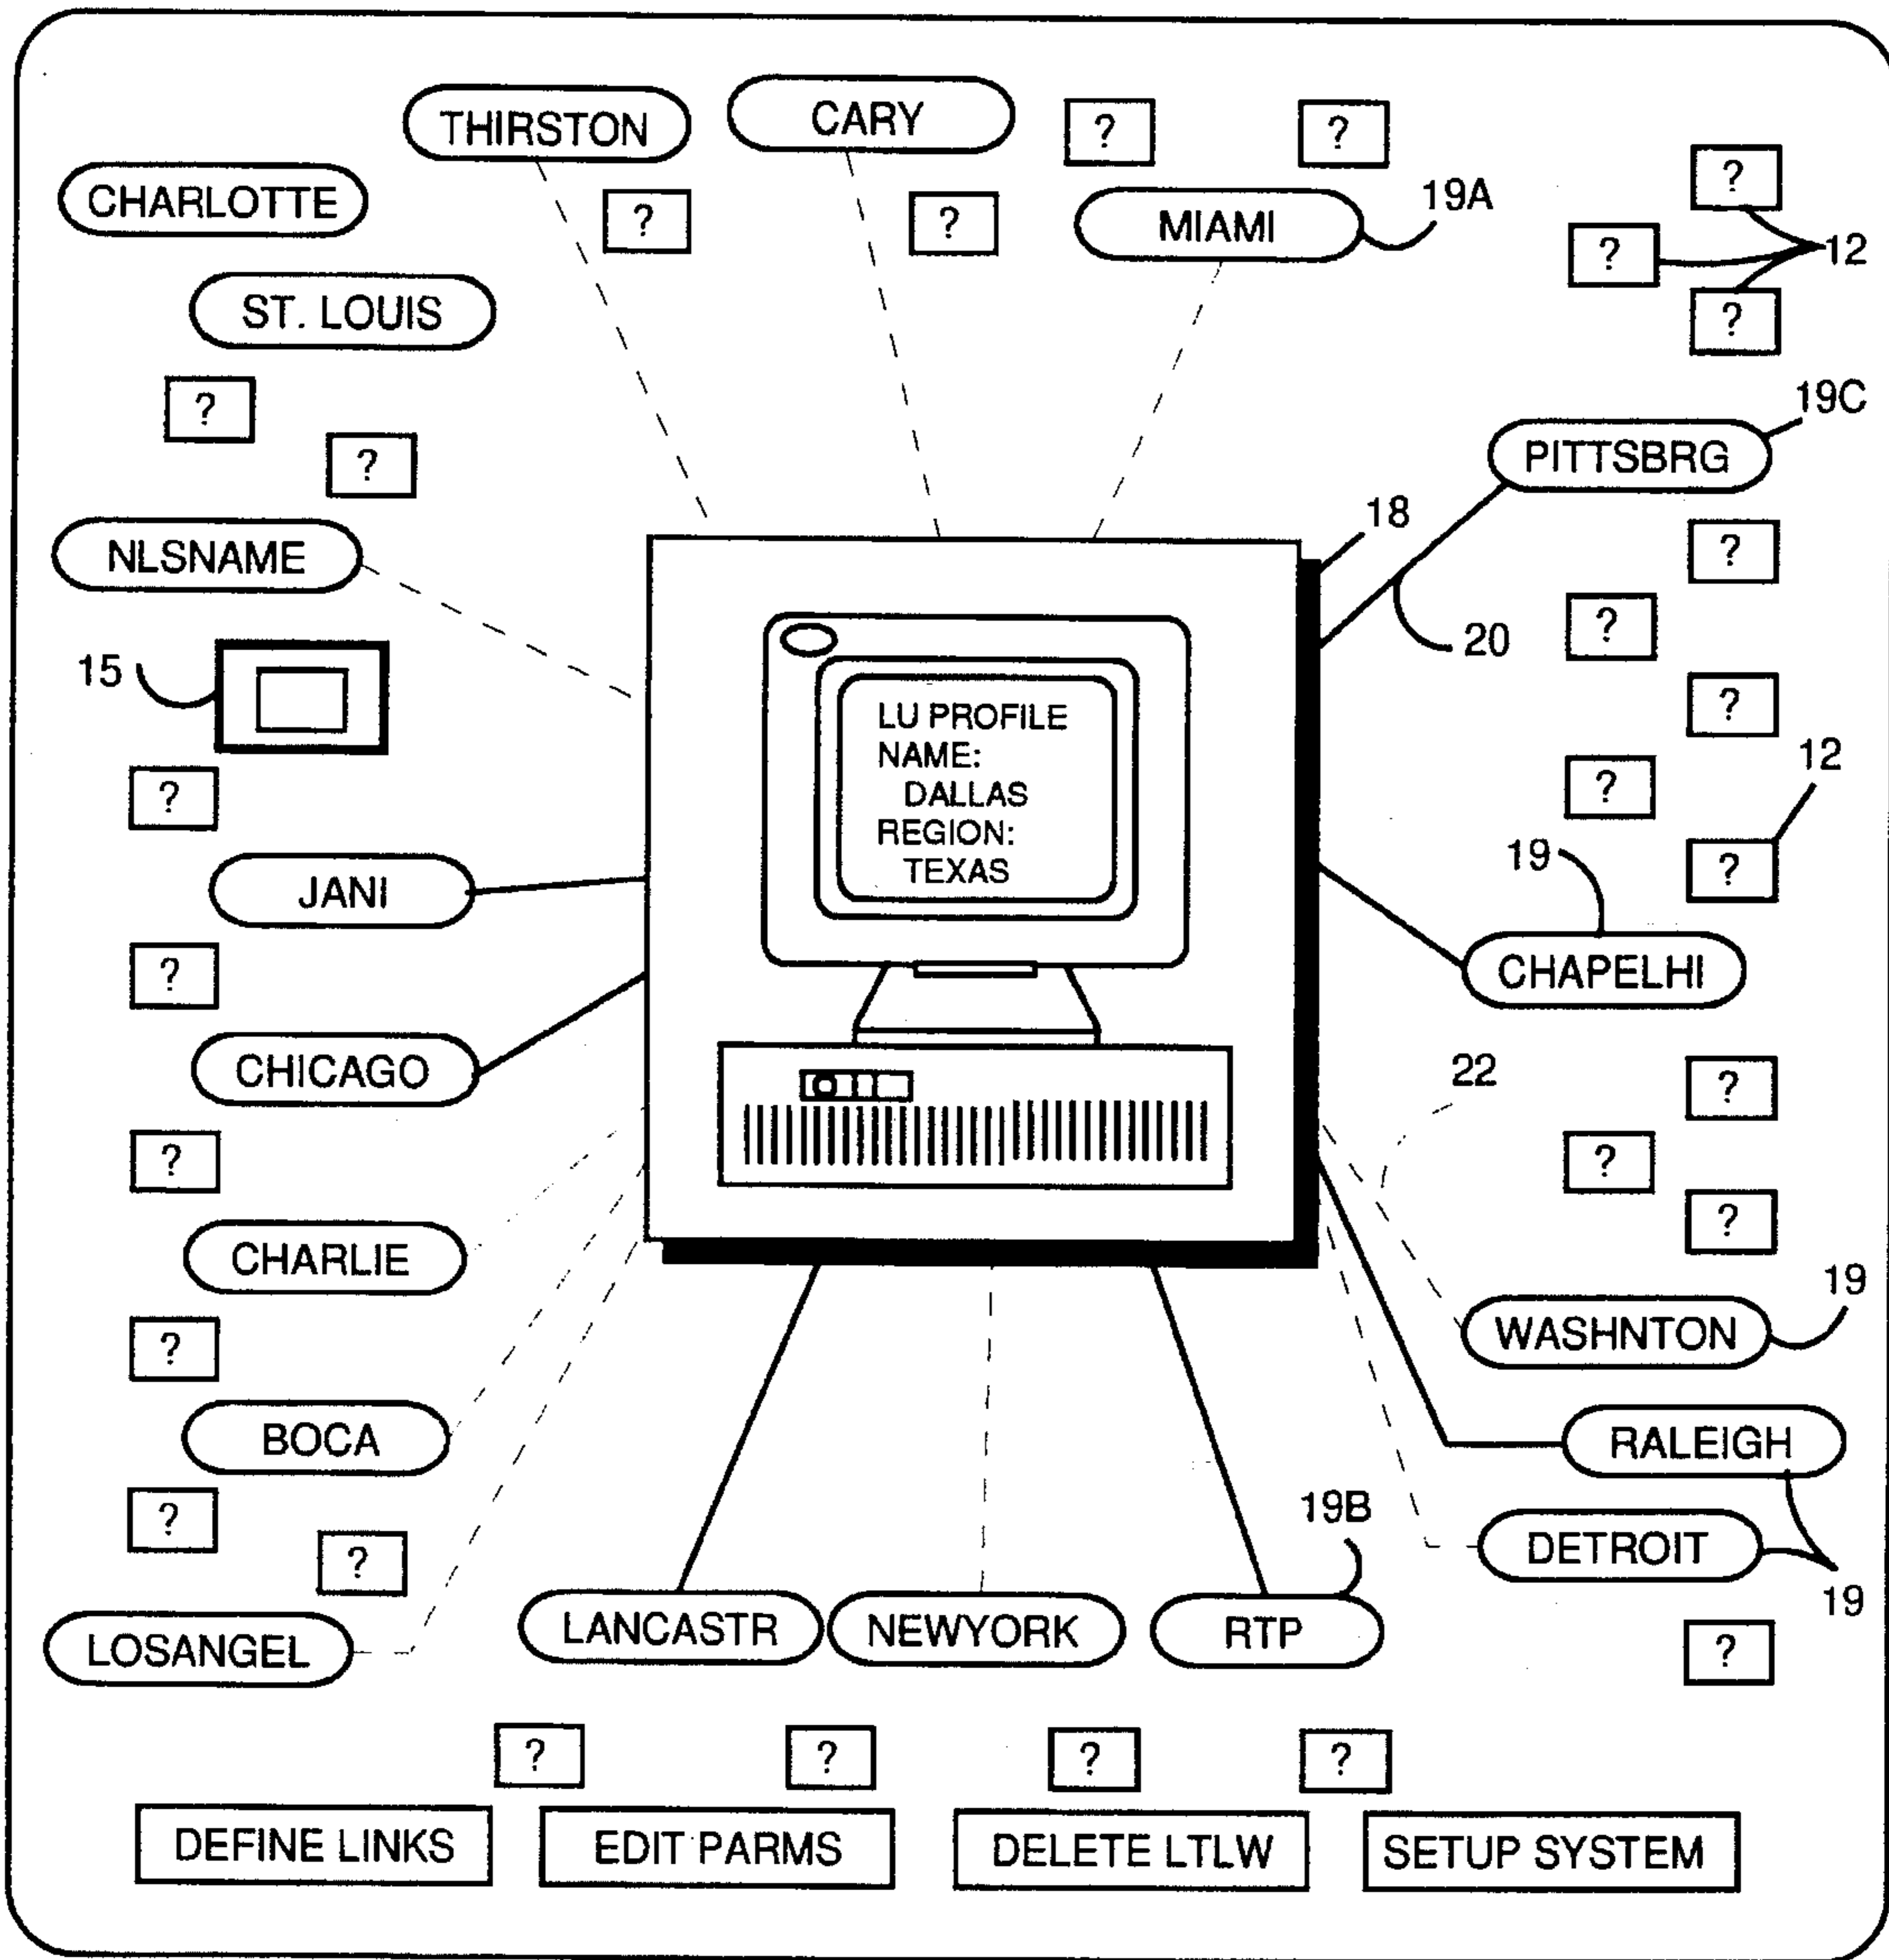 THIRSTON
CARY
?
?
?
CHARLOTTE
?
?
MIAMI
19A
?
12
ST. LOUIS
?
?
19C
?
PITTSBRG
NLSNAME
18
?
15
20
?
LU PROFILE
NAME:
DALLAS
REGION:
TEXAS
?
?
12
?
JANI
19
?
?
CHAPELHI
CHICAGO
22
?
?
?
CHARLIE
?
19
?
WASHNTON
BOCA
RALEIGH
?
19B
?
DETROIT
19
LOSANGEL
LANCASTR
NEWYORK
RTP
?
?
?
?
?
DEFINE LINKS
EDIT PARMS
DELETE LTLW
SETUP SYSTEM